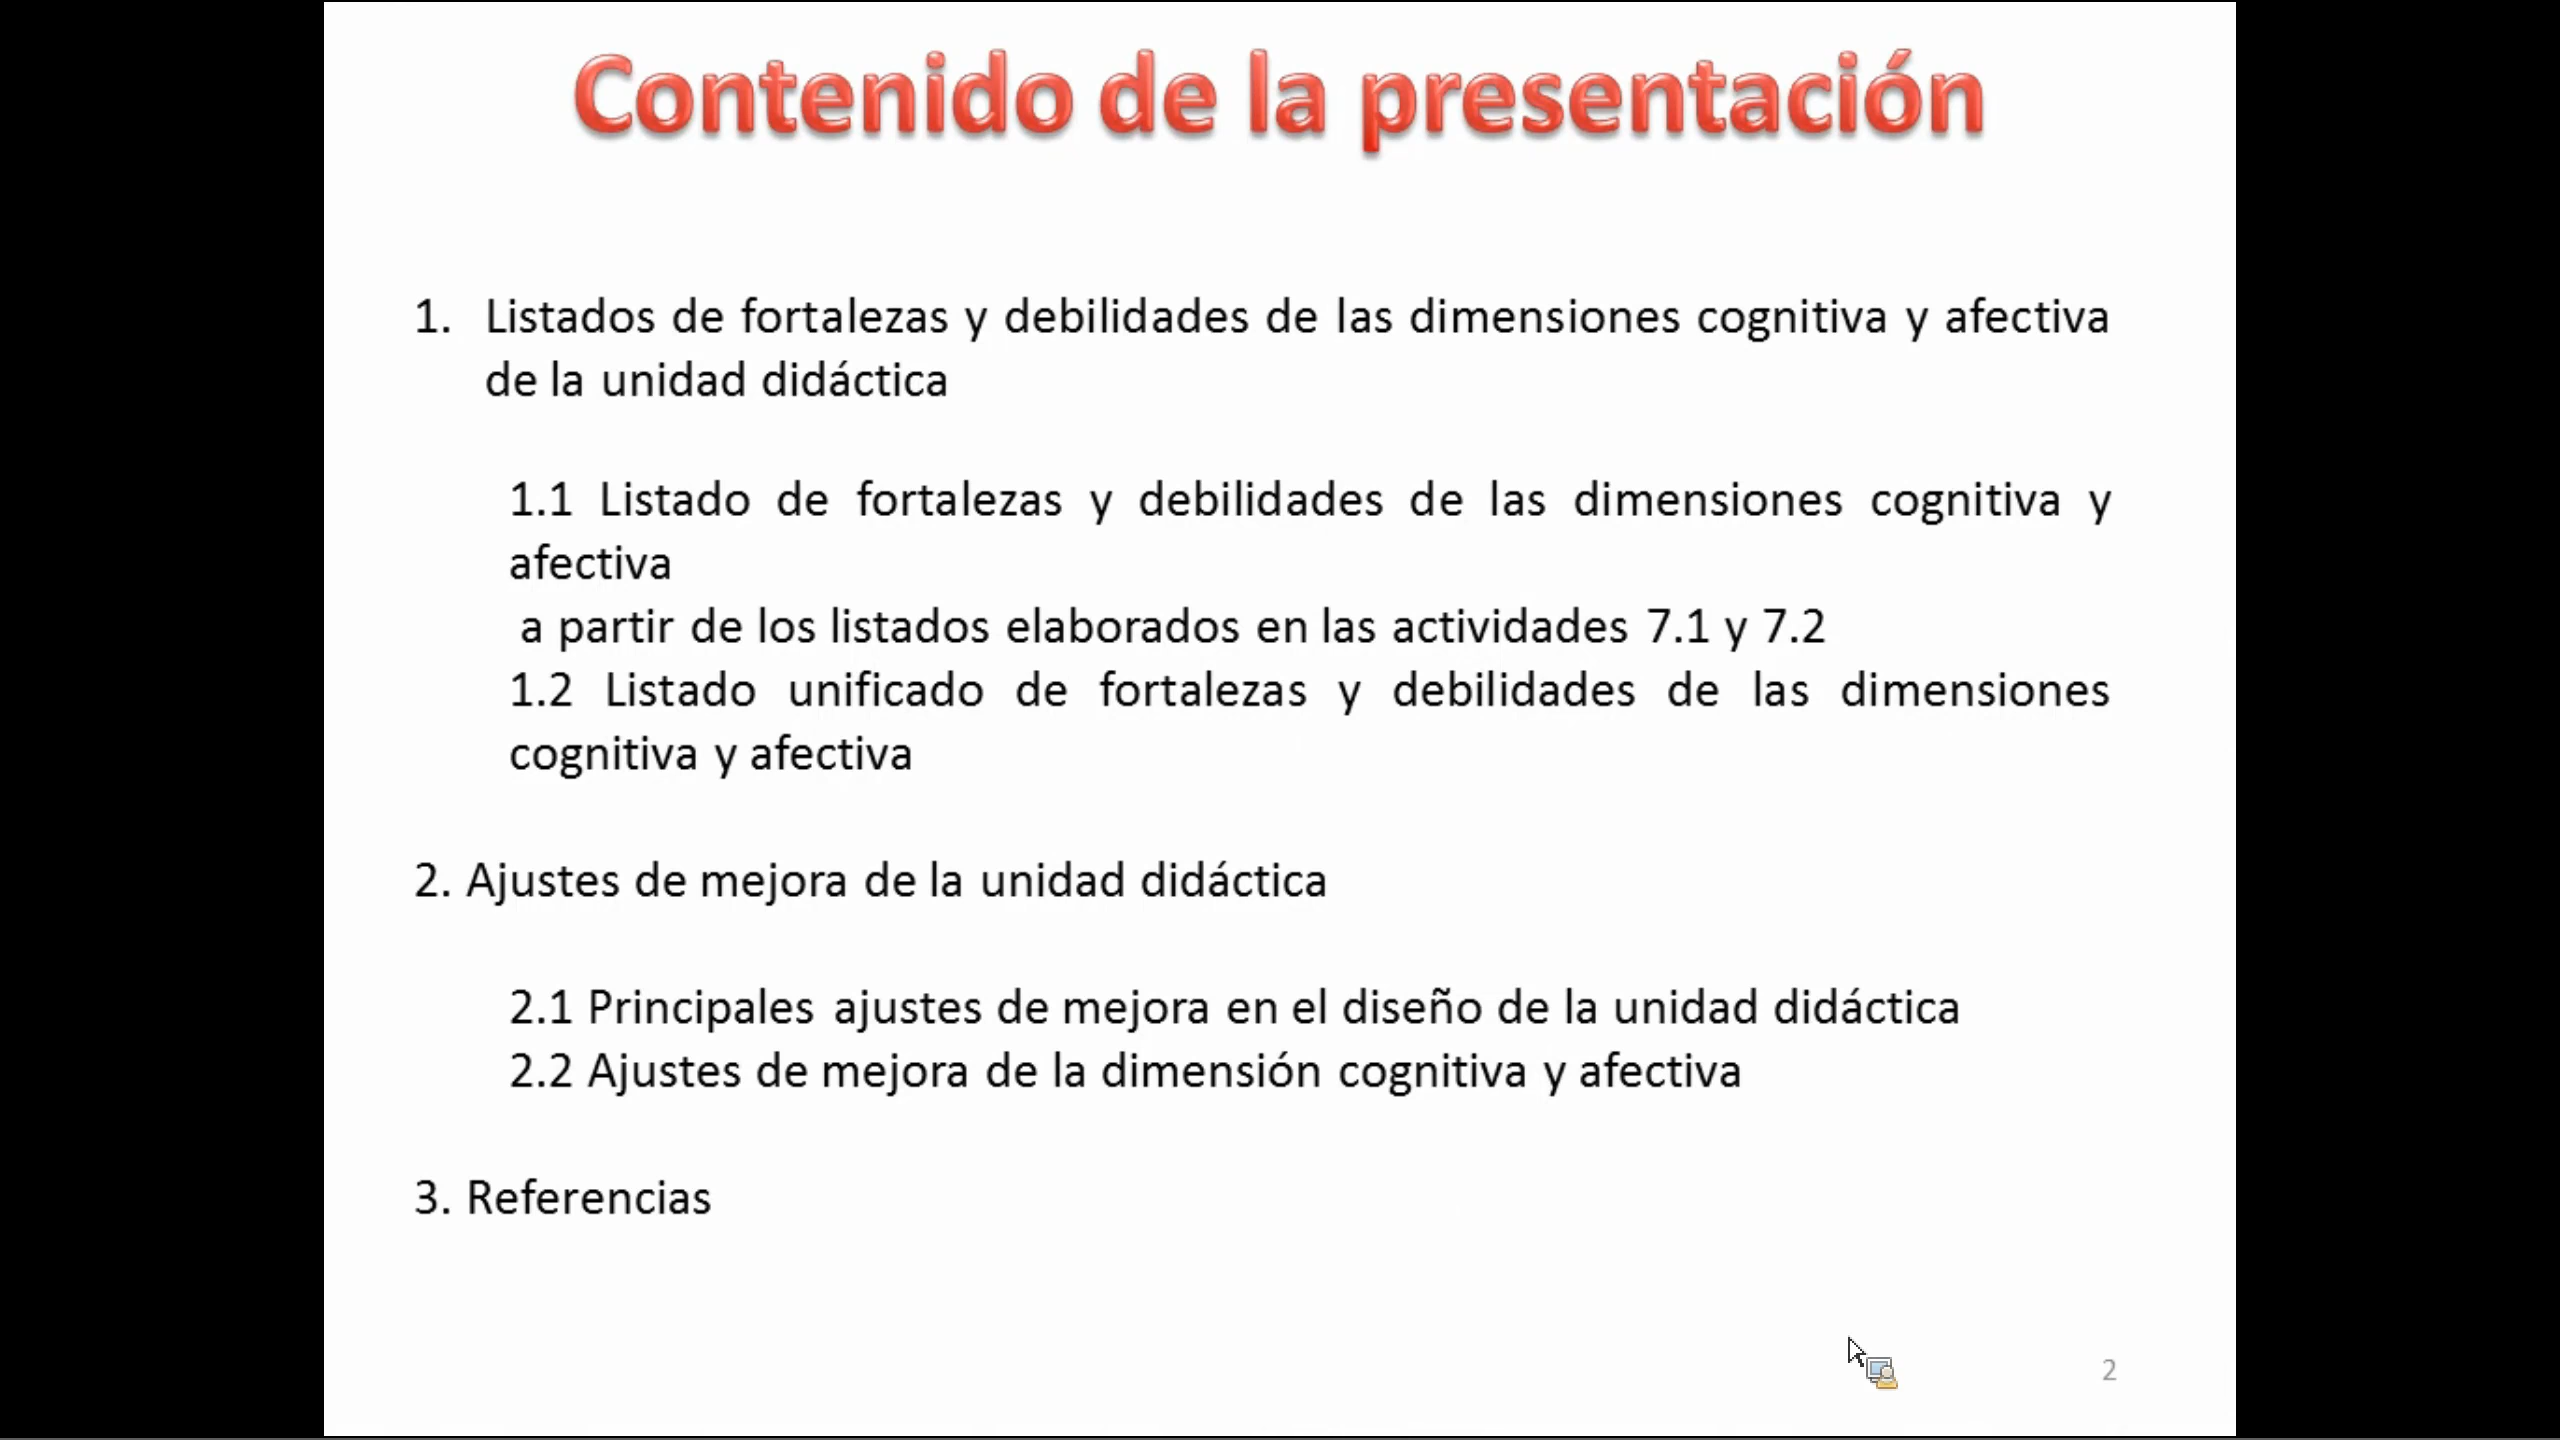 Contenido de la presentación
1. Listados de fortalezas y debilidades de las dimensiones cognitiva y afectiva
de la unidad didáctica
1.1 Listado de fortalezas y debilidades de las dimensiones cognitiva y
afectiva
a partir de los listados elaborados en las actividades 7.1 y 7.2
1.2 Listado unificado de fortalezas y debilidades de las dimensiones
cognitiva y afectiva
2. Ajustes de mejora de la unidad didáctica
2.1 Principales ajustes de mejora en el diseño de la unidad didáctica
2.2 Ajustes de mejora de la dimensión cognitiva y afectiva
3. Referencias
2